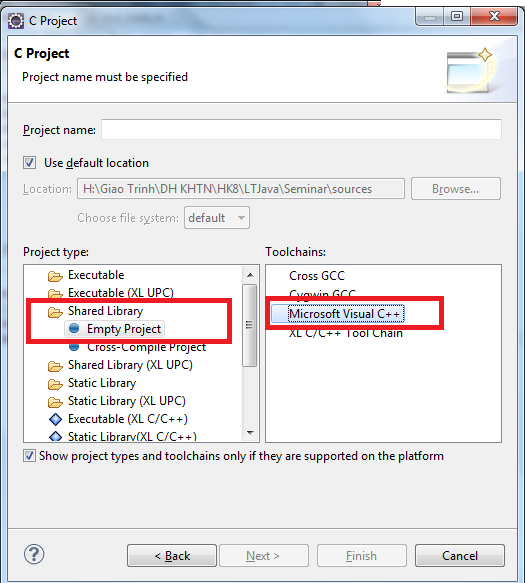 C Project
C Project
Project name must be specified
Project name:
Use default location
Location: H:\Giao Trinh\DH KHTN\HK8\LTJava\Seminar\sources Browse...
Choose file system: default
Project type:
Executable
Executable (XL UPC)
Shared Library
Empty Project
Cross-Compile Project
Shared Library (XL UPC)
Static Library
Static Library (XL UPC)
Executable (XL C/C++)
Static Library(XL C/C++)
Toolchains:
Cross GCC
Cygwin GCC
Microsoft Visual C++
XL C/C++ Tool Chain
Show project types and toolchains only if they are supported on the platform
? < Back Next > Finish Cancel